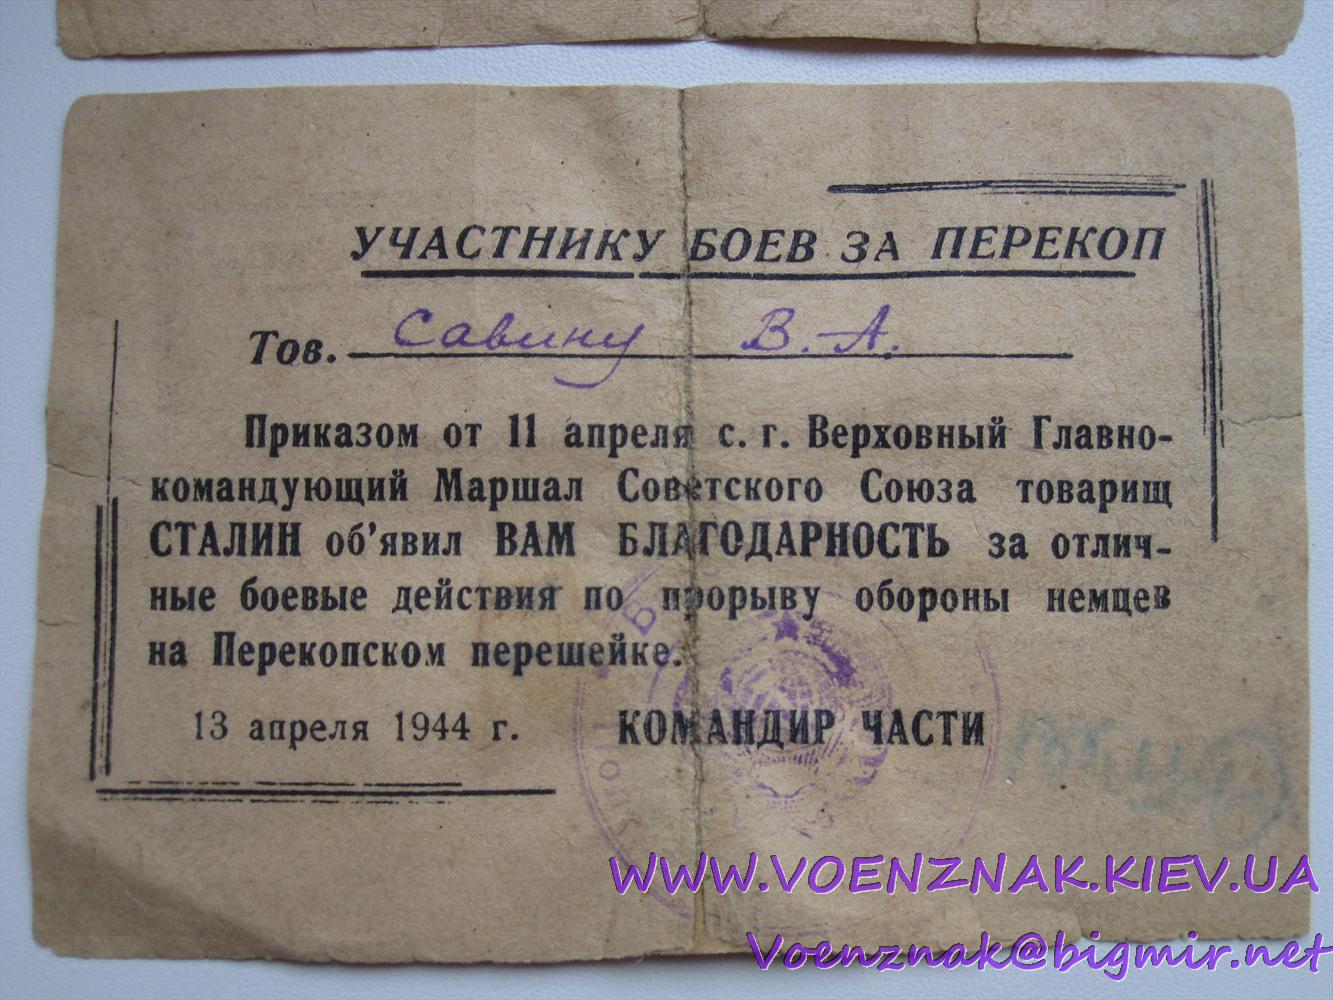 УЧАСТНИКУ БОЕВ ЗА ПЕРЕКОП
Тов. Савину В. А.
Приказом от 11 апреля с. г. Верховный Главно-
командующий Маршал Советского Союза товарищ
СТАЛИН об'явил ВАМ БЛАГОДАРНОСТЬ за отлич-
ные боевые действия по прорыву обороны немцев
на Перекопском перешейке.
13 апреля 1944 г. КОМАНДИР ЧАСТИ
WWW.VOENZNAK.KIEV.UA
Voenznak@bigmir.net